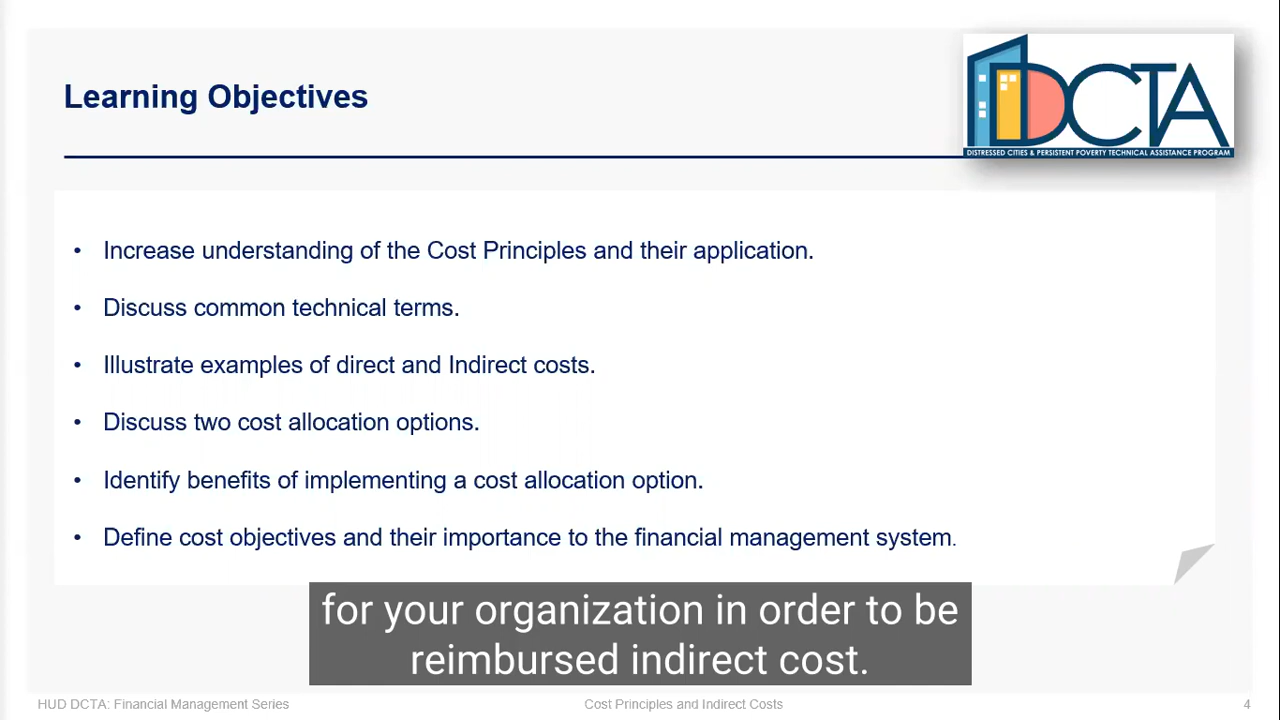 Learning Objectives
DCTA
DISTRESSED CITIES & PERSISTENT POVERTY TECHNICAL ASSISTANCE PROGRAM
• Increase understanding of the Cost Principles and their application.
• Discuss common technical terms.
• Illustrate examples of direct and Indirect costs.
• Discuss two cost allocation options.
• Identify benefits of implementing a cost allocation option.
• Define cost objectives and their importance to the financial management system.
for your organization in order to be
reimbursed indirect cost.
HUD DCTA: Financial Management Series
Cost Principles and Indirect Costs
4